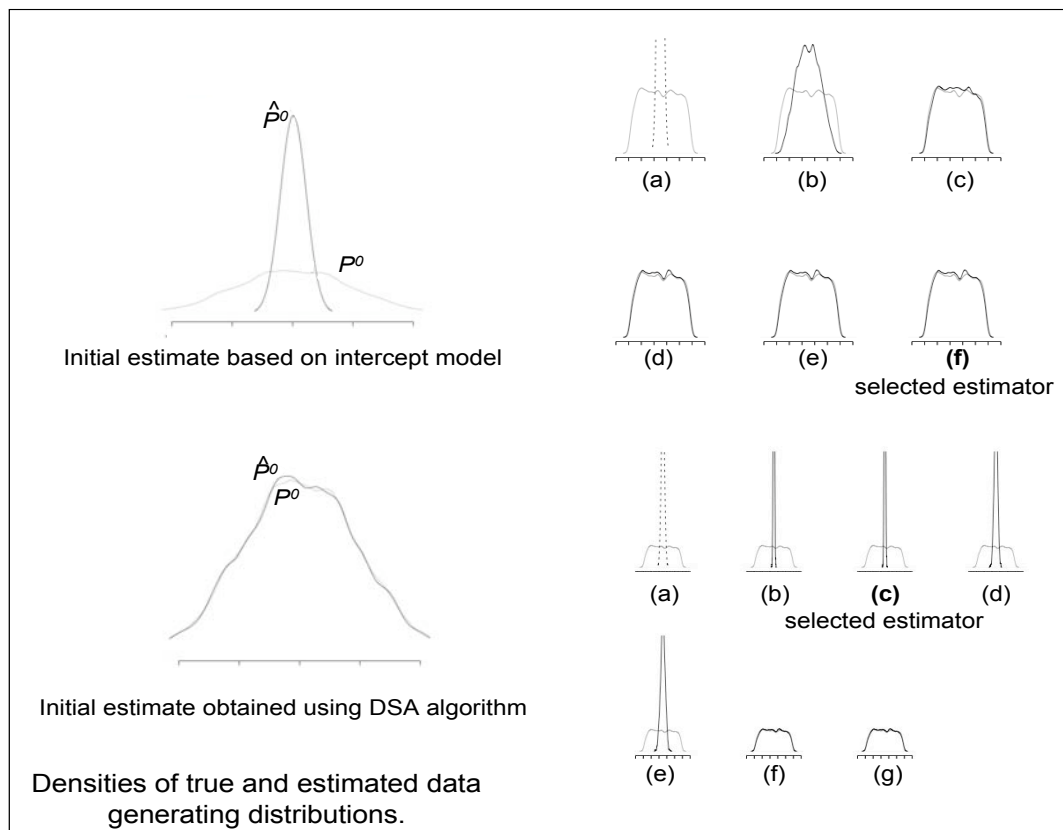 P̂⁰
P⁰
Initial estimate based on intercept model
P̂⁰
P⁰
Initial estimate obtained using DSA algorithm
Densities of true and estimated data
generating distributions.
(a) (b) (c)
(d) (e) (f)
selected estimator
(a) (b) (c) (d)
selected estimator
(e) (f) (g)